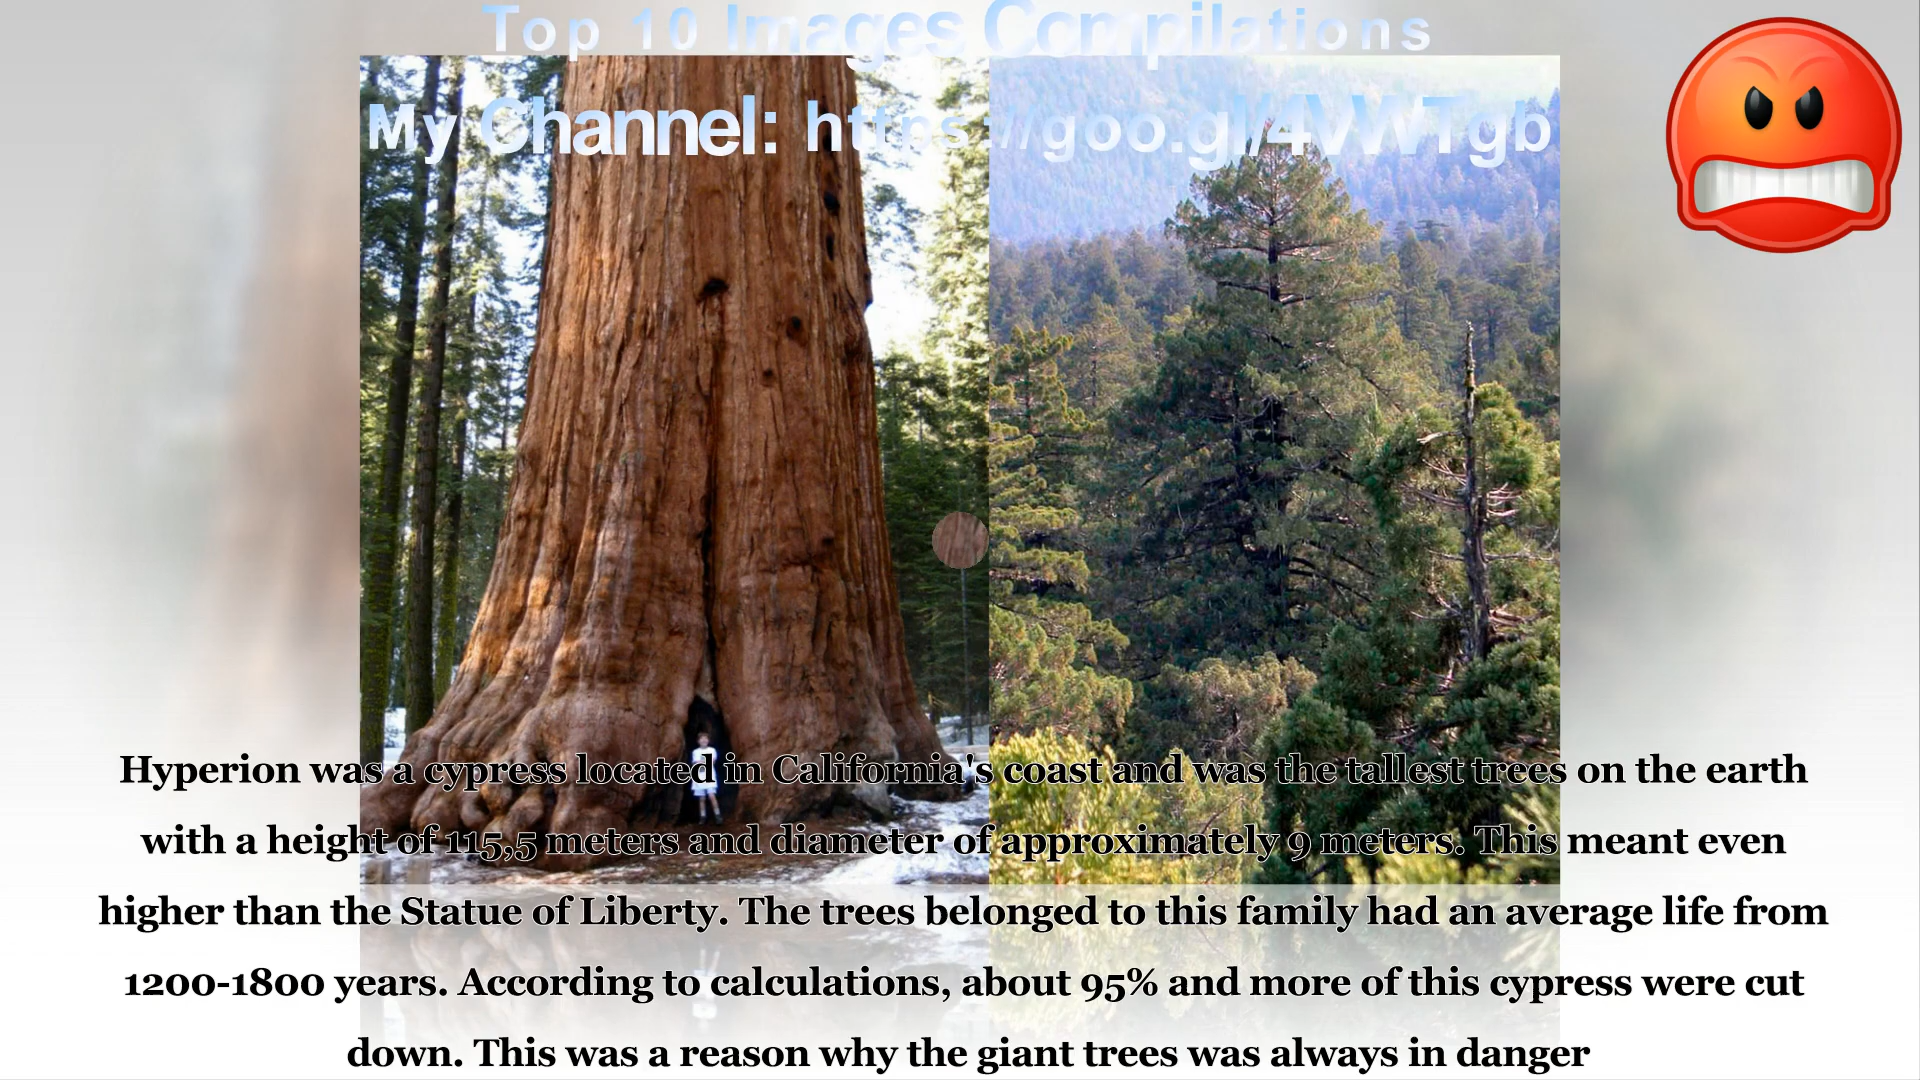 Top 10 Images Compilations
My Channel: https://goo.gl/4vWTgb
Hyperion was a cypress located in California's coast and was the tallest trees on the earth
with a height of 115,5 meters and diameter of approximately 9 meters. This meant even
higher than the Statue of Liberty. The trees belonged to this family had an average life from
1200-1800 years. According to calculations, about 95% and more of this cypress were cut
down. This was a reason why the giant trees was always in danger